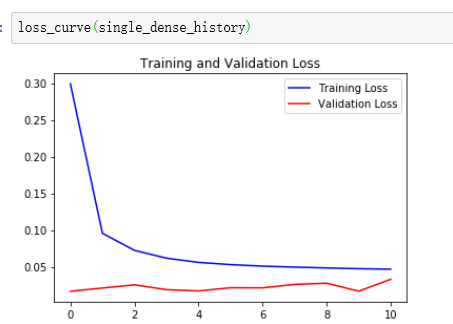 : loss_curve(single_dense_history)
Training and Validation Loss
Training Loss
Validation Loss
0.30
0.25
0.20
0.15
0.10
0.05
0 2 4 6 8 10